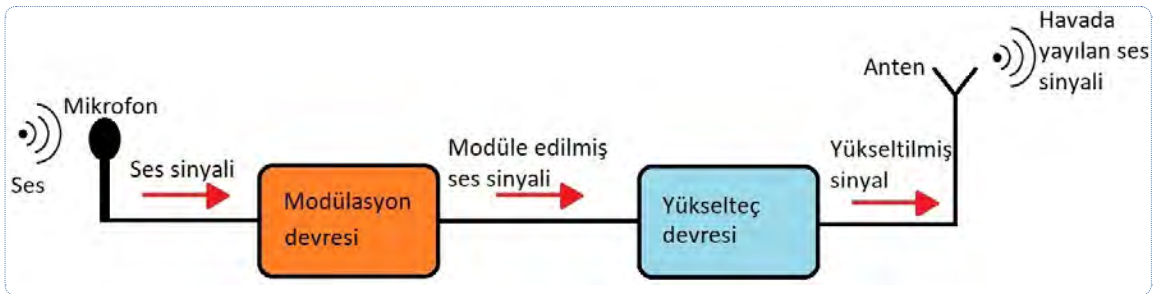 Ses
Mikrofon
Ses sinyali
Modülasyon
devresi
Modüle edilmiş
ses sinyali
Yükselteç
devresi
Yükseltilmiş
sinyal
Anten
Havada
yayılan ses
sinyali